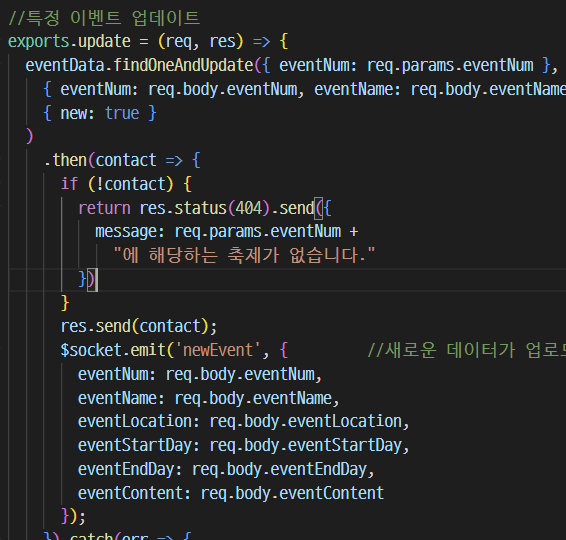 //특정 이벤트 업데이트
exports.update = (req, res) => {
eventData.findOneAndUpdate({ eventNum: req.params.eventNum },
{ eventNum: req.body.eventNum, eventName: req.body.eventName
{ new: true }
)
.then(contact => {
if (!contact) {
return res.status(404).send({
message: req.params.eventNum +
"에 해당하는 축제가 없습니다."
})
}
res.send(contact);
$socket.emit('newEvent', { //새로운 데이터가 업로드
eventNum: req.body.eventNum,
eventName: req.body.eventName,
eventLocation: req.body.eventLocation,
eventStartDay: req.body.eventStartDay,
eventEndDay: req.body.eventEndDay,
eventContent: req.body.eventContent
});
}).catch(err => {